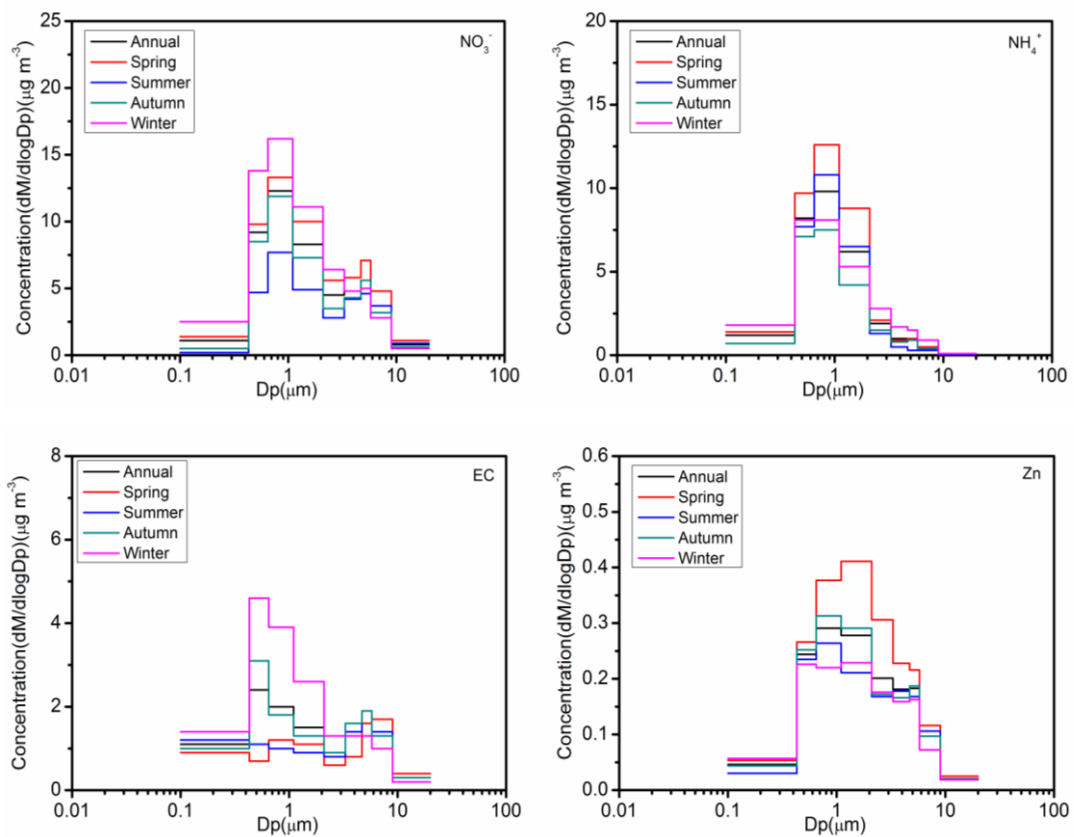 25
20
15
10
5
0
Concentration(dM/dlogDp)(μg m⁻³)
Annual
Spring
Summer
Autumn
Winter
NO₃⁻
0.01 0.1 1 10 100
Dp(μm)
20
15
10
5
0
Concentration(dM/dlogDp)(μg m⁻³)
Annual
Spring
Summer
Autumn
Winter
NH₄⁺
0.01 0.1 1 10 100
Dp(μm)
8
6
4
2
0
Concentration(dM/dlogDp)(μg m⁻³)
Annual
Spring
Summer
Autumn
Winter
EC
0.01 0.1 1 10 100
Dp(μm)
0.6
0.5
0.4
0.3
0.2
0.1
0.0
Concentration(dM/dlogDp)(μg m⁻³)
Annual
Spring
Summer
Autumn
Winter
Zn
0.01 0.1 1 10 100
Dp(μm)